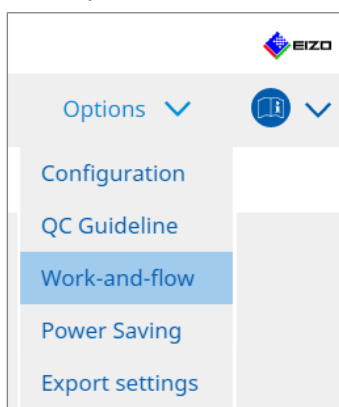 EIZO
Options
Configuration
QC Guideline
Work-and-flow
Power Saving
Export settings